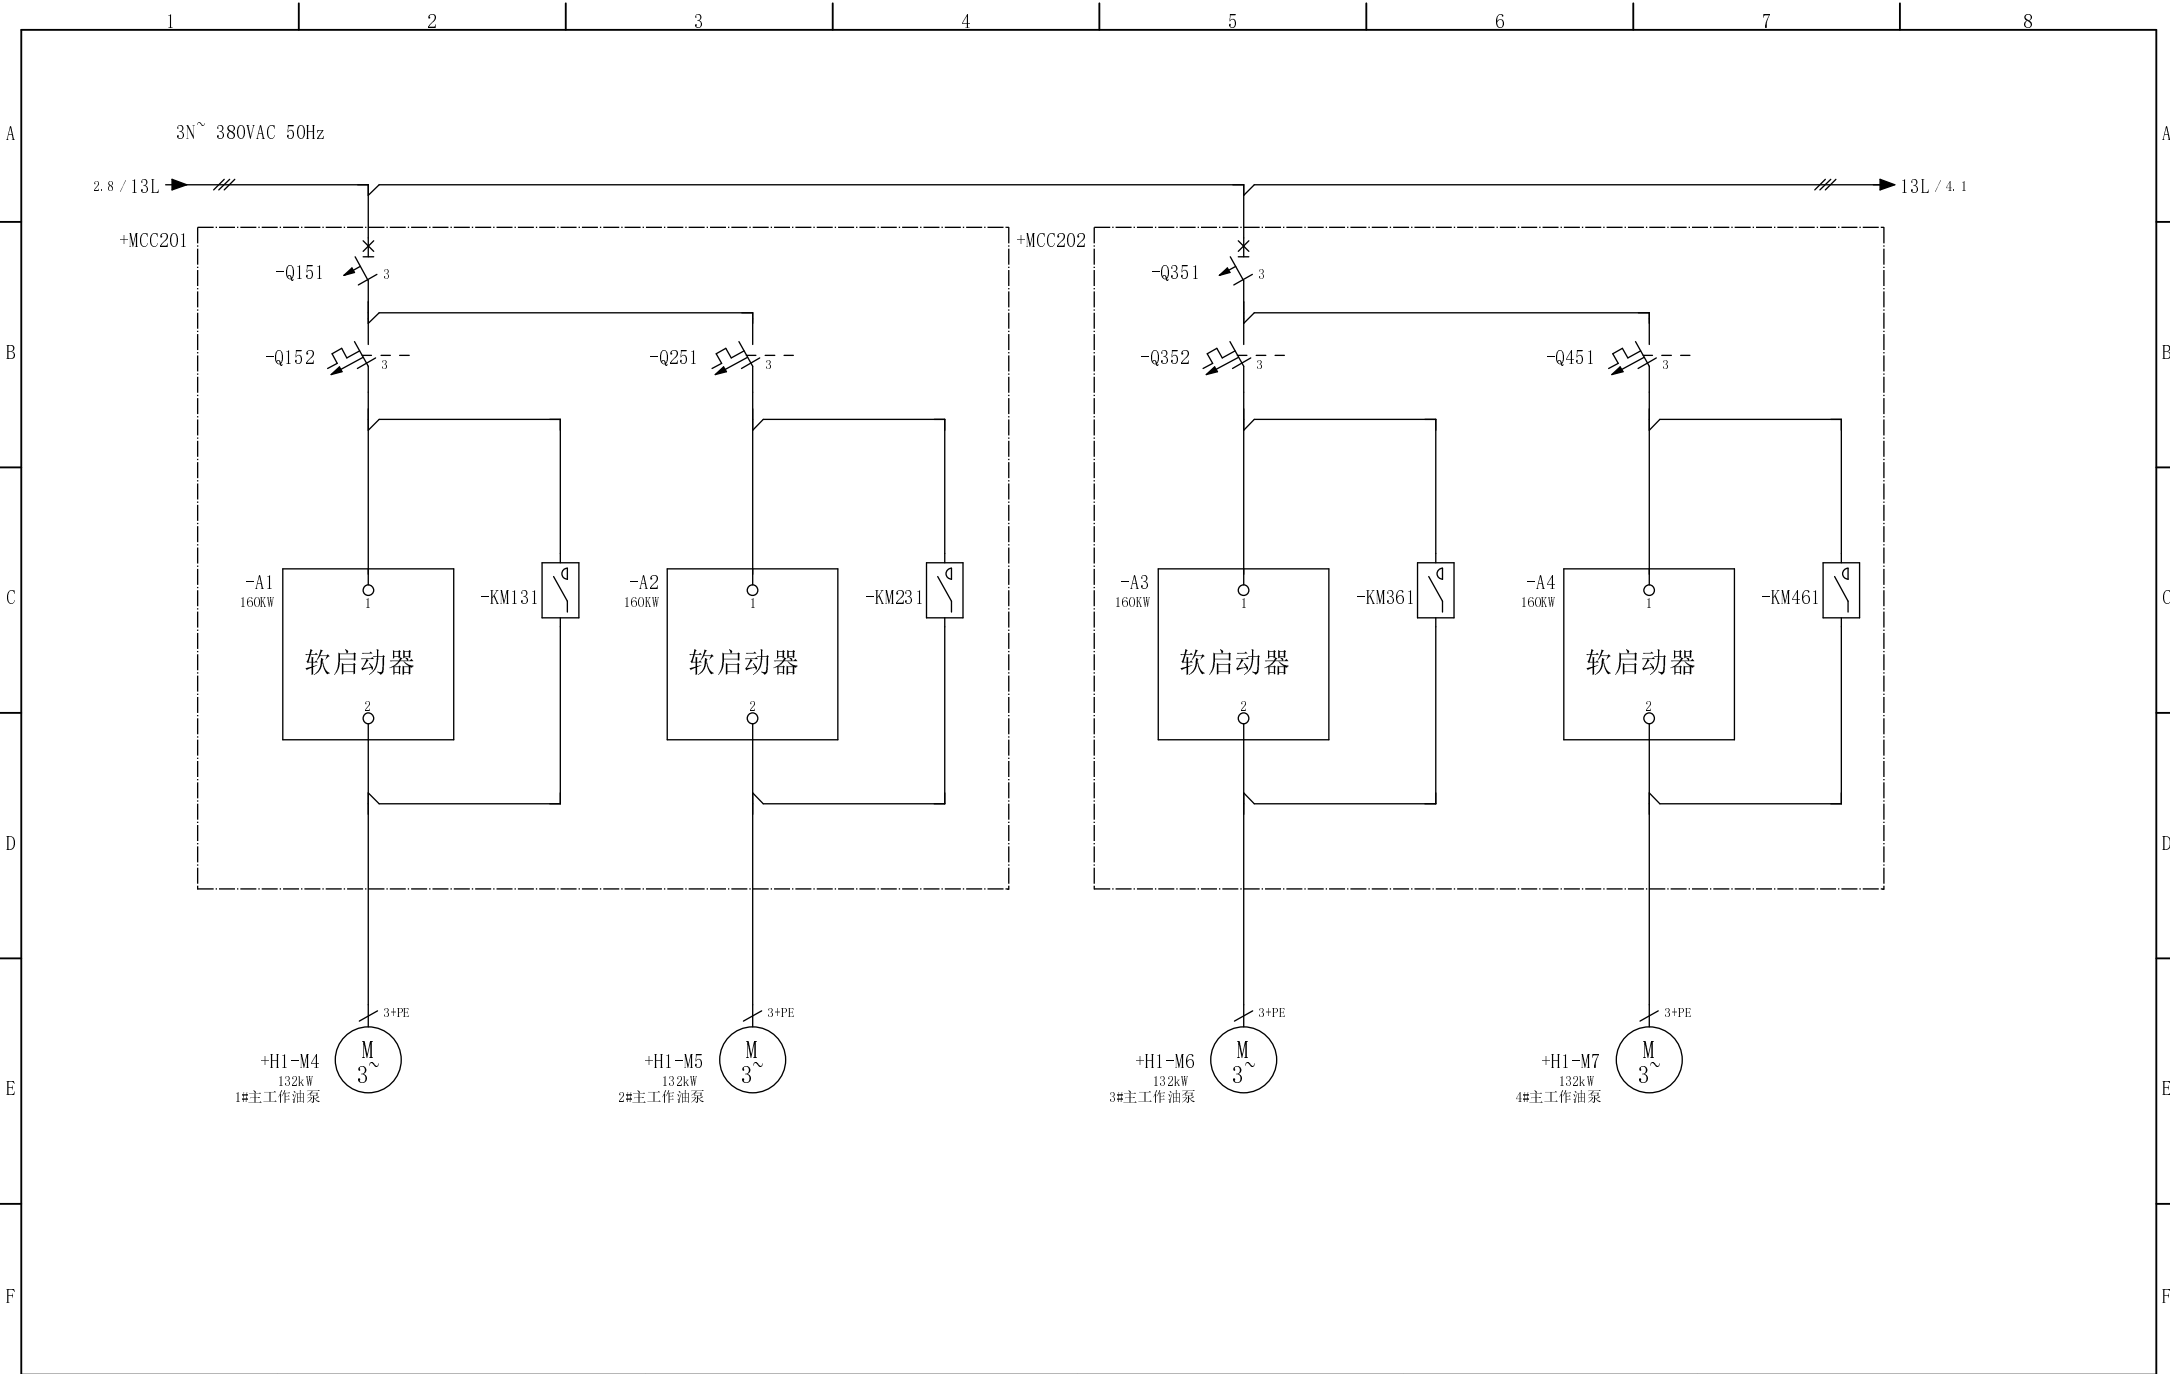 1 2 3 4 5 6 7 8
A A
3N~ 380VAC 50Hz
2.8 / 13L 13L / 4.1
+MCC201 +MCC202
-Q151 3 -Q351 3
B B
-Q152 3 -Q251 3 -Q352 3 -Q451 3
C C
-A1 -A2 -A3 -A4
160KW 160KW 160KW 160KW
1 1 1 1
-KM131 -KM231 -KM361 -KM461
软启动器 软启动器 软启动器 软启动器
2 2 2 2
D D
3+PE 3+PE 3+PE 3+PE
M M M M
3~ 3~ 3~ 3~
+H1-M4 +H1-M5 +H1-M6 +H1-M7
132kW 132kW 132kW 132kW
1#主工作油泵 2#主工作油泵 3#主工作油泵 4#主工作油泵
E E
F F